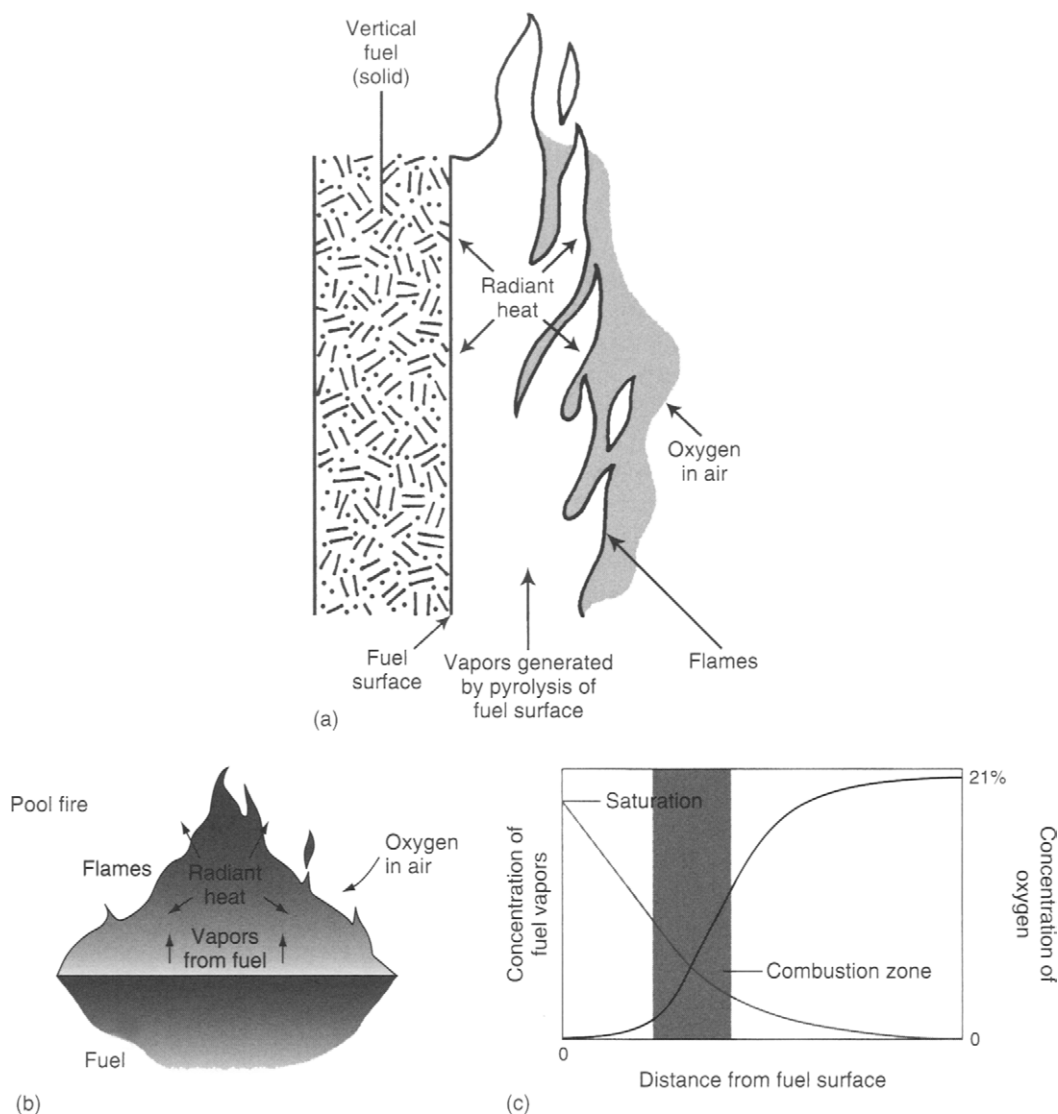 Vertical
fuel
(solid)
Radiant
heat
Oxygen
in air
Fuel
surface
Vapors generated
by pyrolysis of
fuel surface
Flames
(a)
Pool fire
Flames
Radiant
heat
Oxygen
in air
Vapors
from fuel
Fuel
(b)
Concentration of
fuel vapors
Saturation
Combustion zone
21%
0
Concentration of
oxygen
0
Distance from fuel surface
(c)